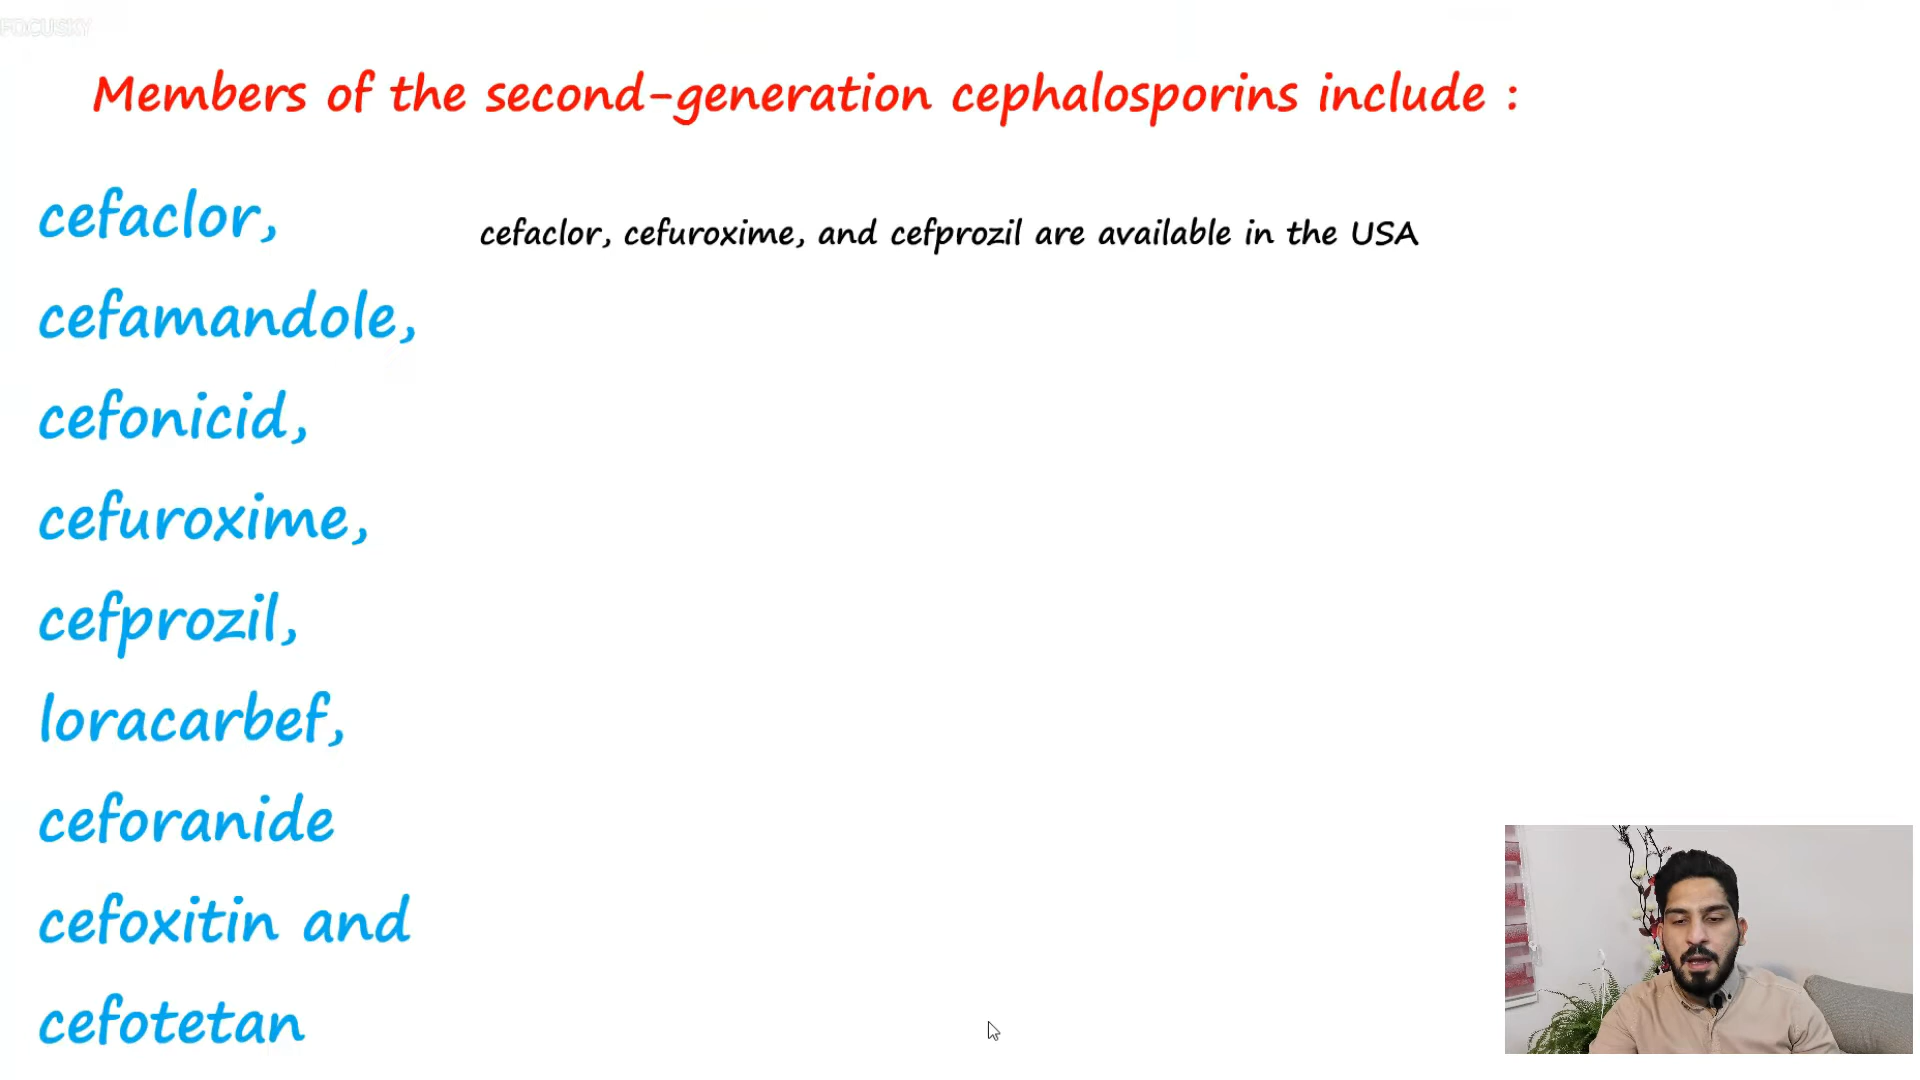 FOCUSKY
Members of the second-generation cephalosporins include :
cefaclor,
cefaclor, cefuroxime, and cefprozil are available in the USA
cefamandole,
cefonicid,
cefuroxime,
cefprozil,
loracarbef,
ceforanide
cefoxitin and
cefotetan